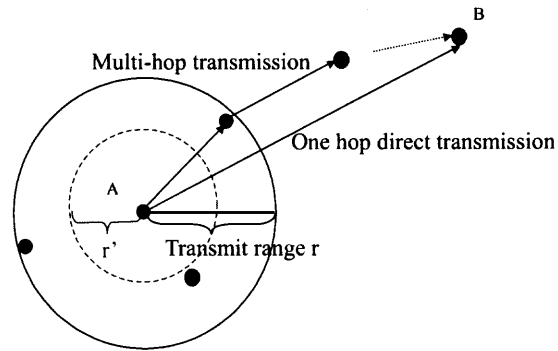 B
Multi-hop transmission
One hop direct transmission
A
r’
Transmit range r